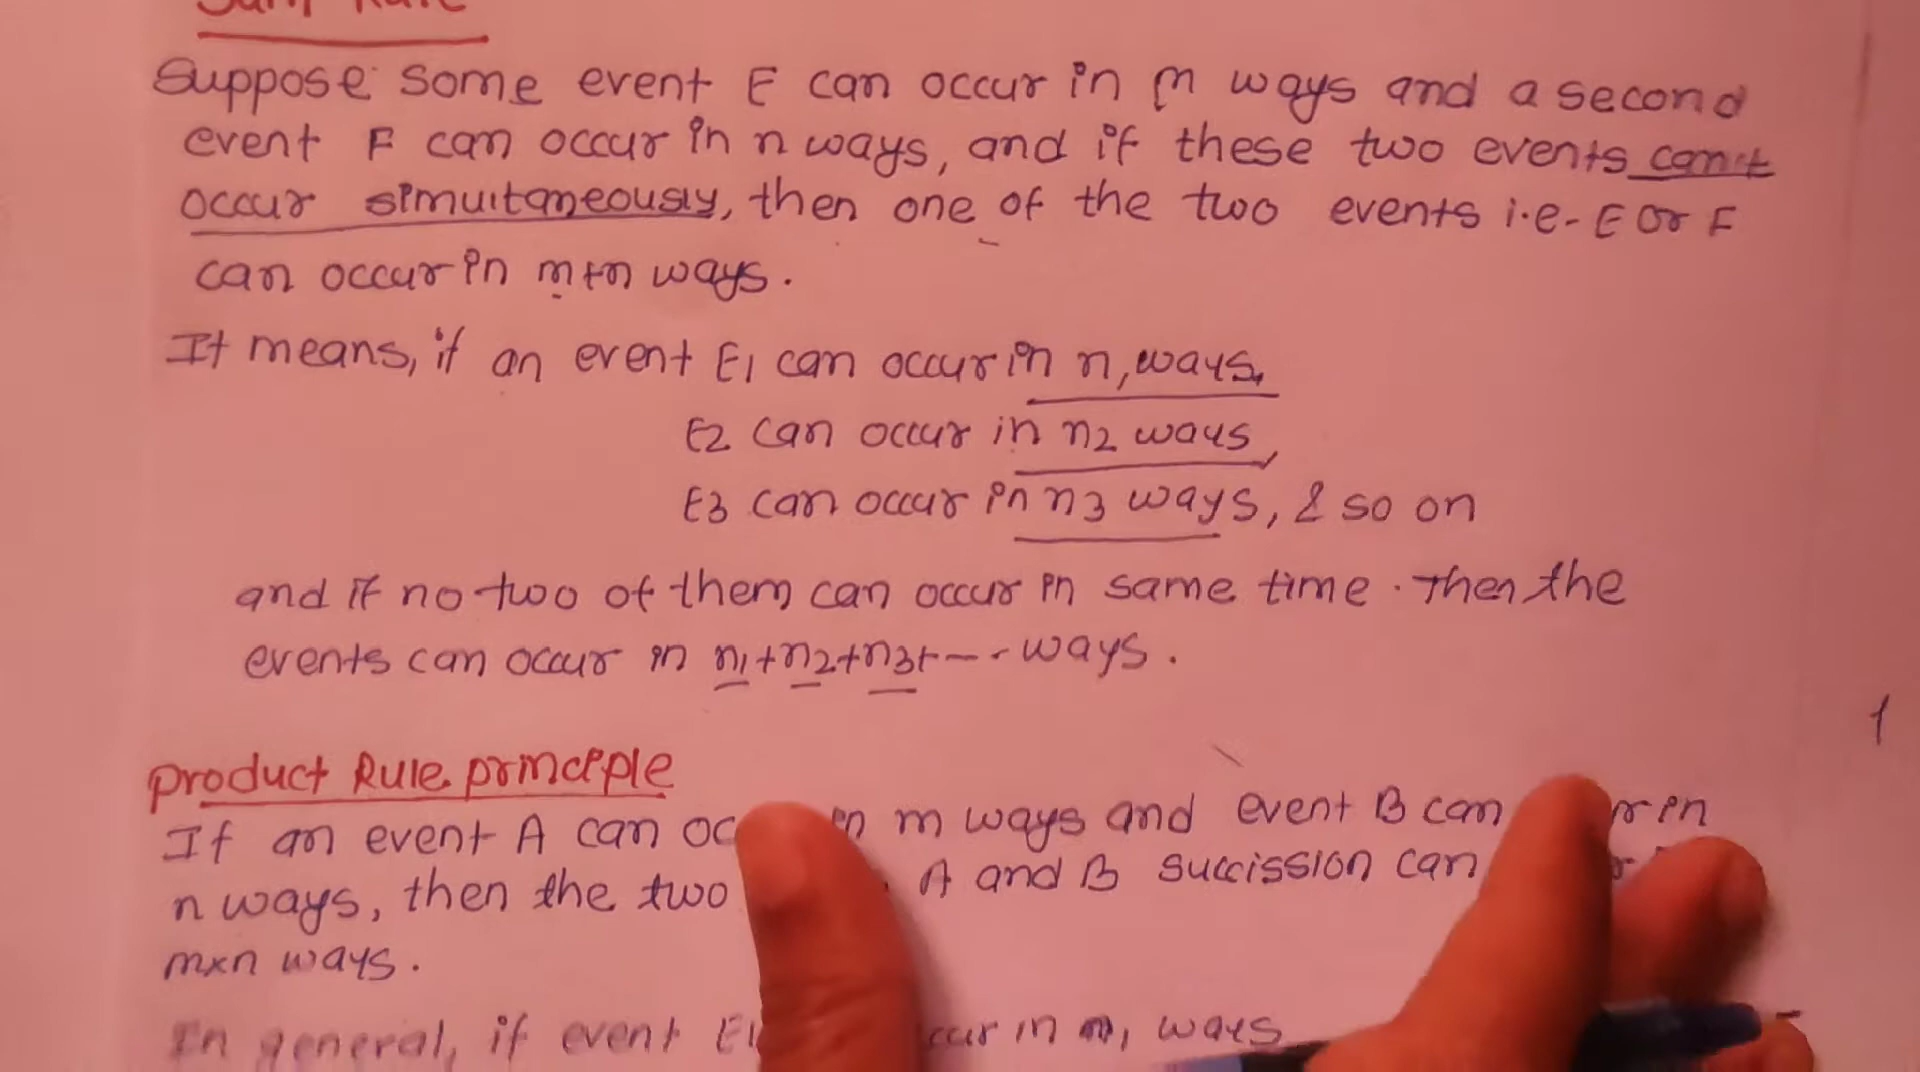 Sum Rule
Suppose some event E can occur in m ways and a second
event F can occur in n ways, and if these two events can't
occur simultaneously, then one of the two events i.e- E or F
can occur in m+n ways.
It means, if an event E1 can occur in n1 ways,
E2 can occur in n2 ways,
E3 can occur in n3 ways, & so on
and if no two of them can occur in same time. Then the
events can occur in n1+n2+n3+--- ways.
product Rule principle
If an event A can in m ways and event B can in
n ways, then the two A and B succission can
mxn ways.
In general, if event E1 in n1 ways
1